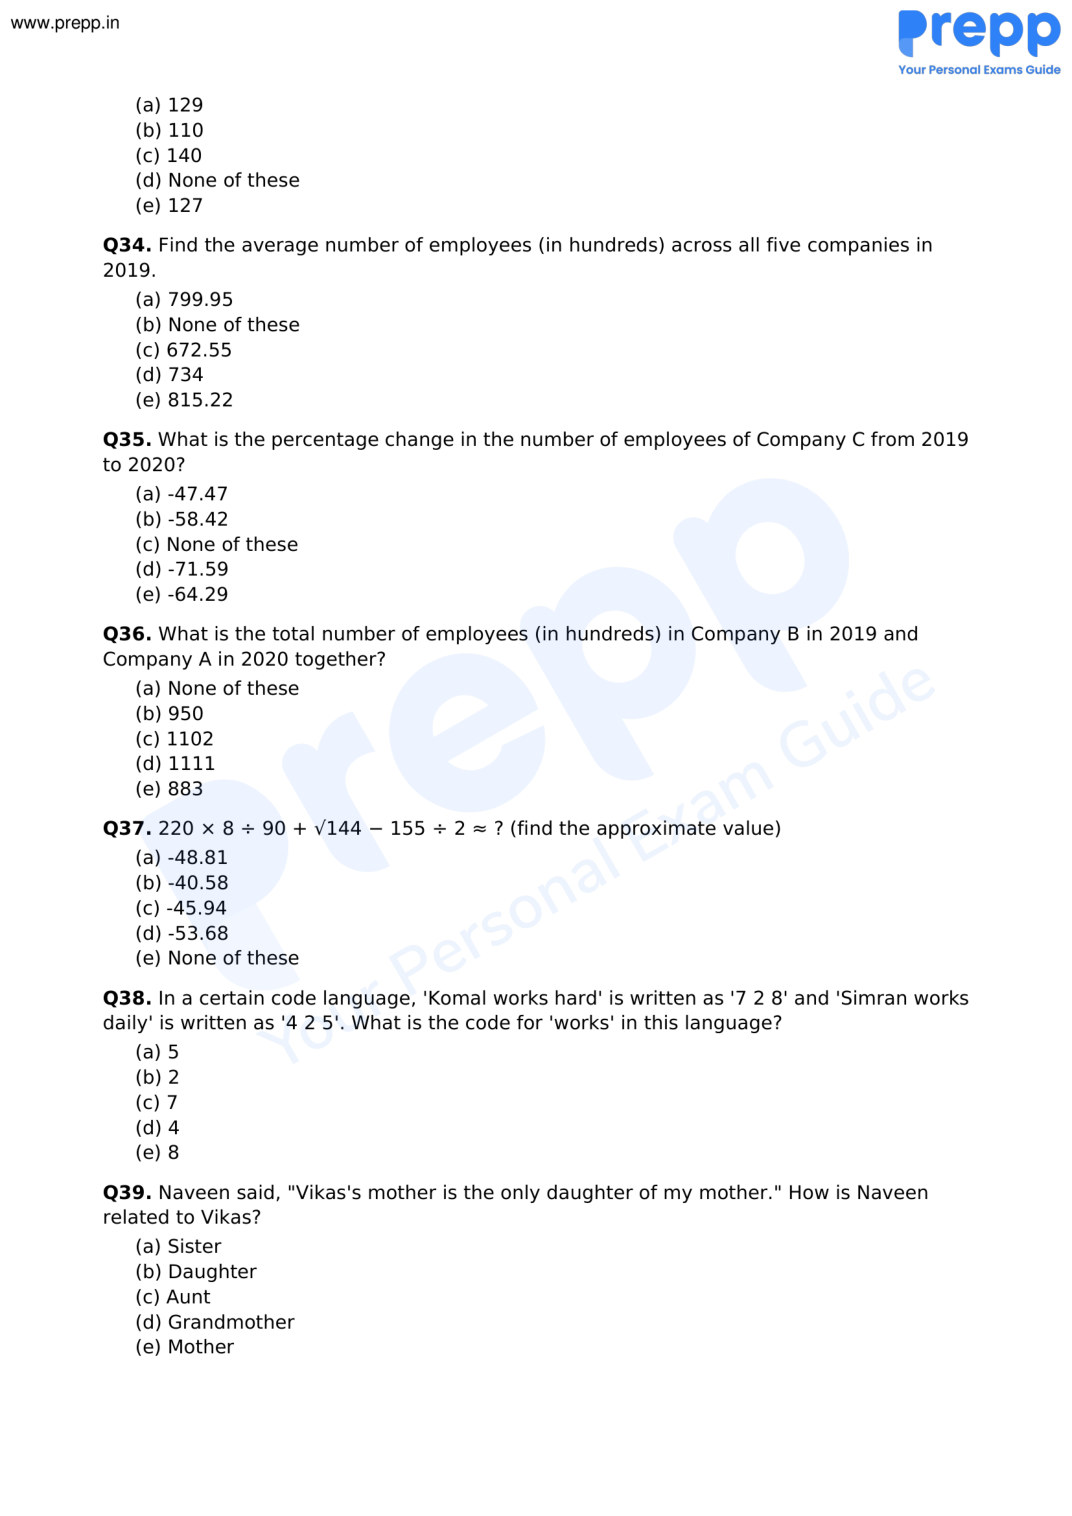 www.prepp.in
Prepp
Your Personal Exams Guide
(a) 129
(b) 110
(c) 140
(d) None of these
(e) 127
Q34. Find the average number of employees (in hundreds) across all five companies in
2019.
(a) 799.95
(b) None of these
(c) 672.55
(d) 734
(e) 815.22
Q35. What is the percentage change in the number of employees of Company C from 2019
to 2020?
(a) -47.47
(b) -58.42
(c) None of these
(d) -71.59
(e) -64.29
Q36. What is the total number of employees (in hundreds) in Company B in 2019 and
Company A in 2020 together?
(a) None of these
(b) 950
(c) 1102
(d) 1111
(e) 883
Q37. 220 × 8 ÷ 90 + √144 − 155 ÷ 2 ≈ ? (find the approximate value)
(a) -48.81
(b) -40.58
(c) -45.94
(d) -53.68
(e) None of these
Q38. In a certain code language, 'Komal works hard' is written as '7 2 8' and 'Simran works
daily' is written as '4 2 5'. What is the code for 'works' in this language?
(a) 5
(b) 2
(c) 7
(d) 4
(e) 8
Q39. Naveen said, "Vikas's mother is the only daughter of my mother." How is Naveen
related to Vikas?
(a) Sister
(b) Daughter
(c) Aunt
(d) Grandmother
(e) Mother
Prepp
Your Personal Exam Guide